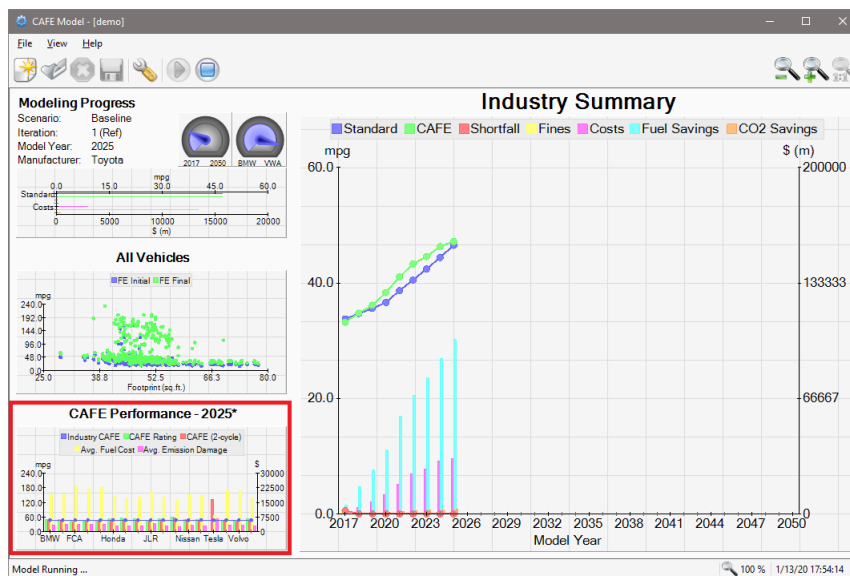 CAFE Model - [demo]
File View Help
Modeling Progress
Scenario: Baseline
Iteration: 1 (Ref)
Model Year: 2025
Manufacturer: Toyota
2017 2050 BMW VWA
mpg
0.0 15.0 30.0 45.0 60.0
Standard
Costs
0 5000 10000 15000 20000
$ (m)
All Vehicles
FE Initial FE Final
mpg
240.0
192.0
144.0
96.0
48.0
0.0
25.0 38.8 52.5 66.3 80.0
Footprint (sq.ft.)
CAFE Performance - 2025*
Industry CAFE CAFE Rating CAFE (2-cycle)
Avg. Fuel Cost Avg. Emission Damage
mpg $
240.0 30000
180.0 22500
120.0 15000
60.0 7500
0.0 0
BMW FCA Honda JLR Nissan Tesla Volvo
Industry Summary
Standard CAFE Shortfall Fines Costs Fuel Savings CO2 Savings
mpg $ (m)
60.0 200000
40.0 133333
20.0 66667
0.0 0
2017 2020 2023 2026 2029 2032 2035 2038 2041 2044 2047 2050
Model Year
Model Running ... 100 % 1/13/20 17:54:14